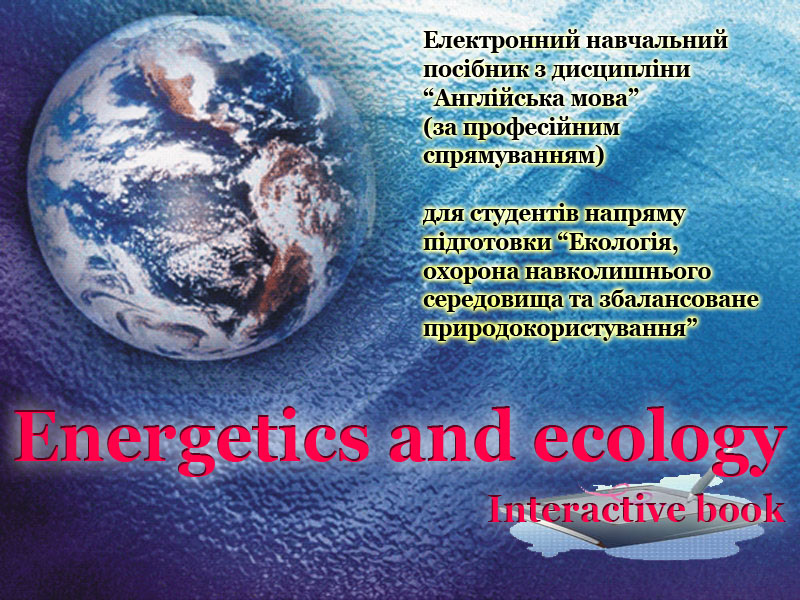 Електронний навчальний
посібник з дисципліни
“Англійська мова”
(за професійним
спрямуванням)
для студентів напряму
підготовки “Екологія,
охорона навколишнього
середовища та збалансоване
природокористування”
Energetics and ecology
Interactive book